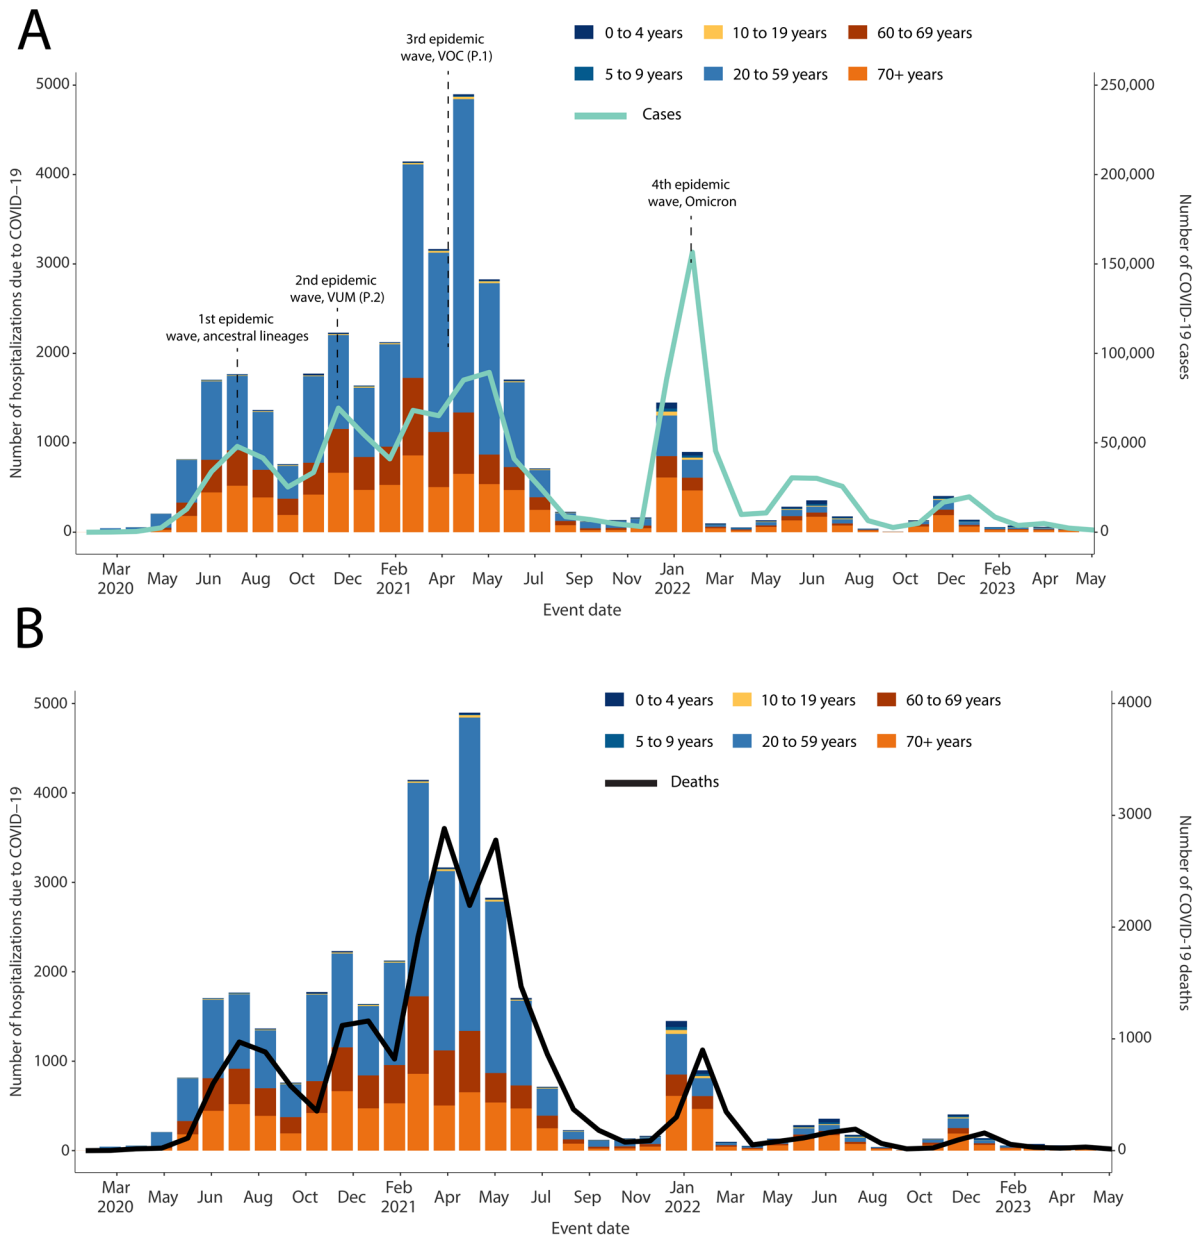 A
3rd epidemic
wave, VOC (P.1)
0 to 4 years
10 to 19 years
60 to 69 years
5 to 9 years
20 to 59 years
70+ years
Cases
4th epidemic
wave, Omicron
2nd epidemic
wave, VUM (P.2)
1st epidemic
wave, ancestral lineages
Number of hospitalizations due to COVID−19
5000
4000
3000
2000
1000
0
250,000
200,000
150,000
100,000
50,000
0
Number of COVID-19 cases
Mar May Jun Aug Oct Dec Feb Apr May Jul Sep Nov Jan Mar May Jun Aug Oct Dec Feb Apr May
2020 2021 2022 2023
Event date
B
0 to 4 years
10 to 19 years
60 to 69 years
5 to 9 years
20 to 59 years
70+ years
Deaths
Number of hospitalizations due to COVID−19
5000
4000
3000
2000
1000
0
4000
3000
2000
1000
0
Number of COVID-19 deaths
Mar May Jun Aug Oct Dec Feb Apr May Jul Sep Nov Jan Mar May Jun Aug Oct Dec Feb Apr May
2020 2021 2022 2023
Event date